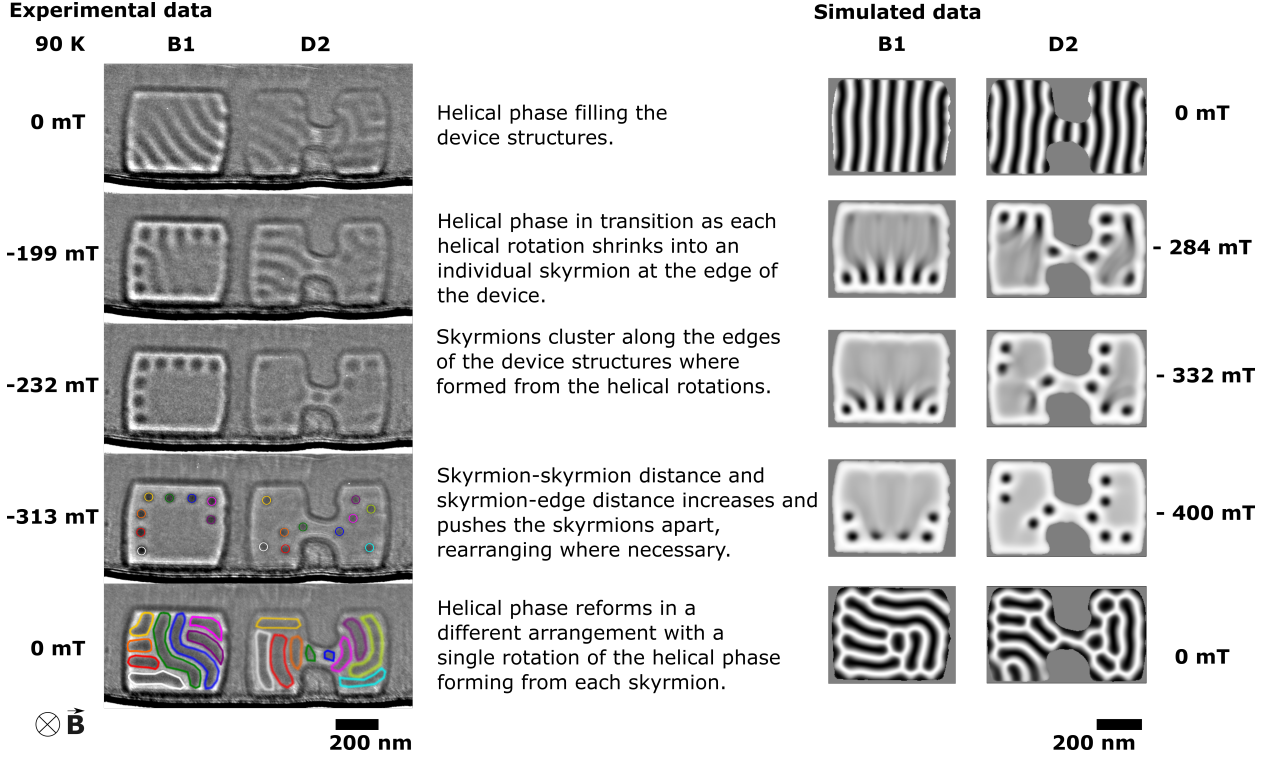 Experimental data
Simulated data
90 K
B1
D2
B1
D2
0 mT
Helical phase filling the
device structures.
0 mT
-199 mT
Helical phase in transition as each
helical rotation shrinks into an
individual skyrmion at the edge of
the device.
- 284 mT
-232 mT
Skyrmions cluster along the edges
of the device structures where
formed from the helical rotations.
- 332 mT
-313 mT
Skyrmion-skyrmion distance and
skyrmion-edge distance increases and
pushes the skyrmions apart,
rearranging where necessary.
- 400 mT
0 mT
Helical phase reforms in a
different arrangement with a
single rotation of the helical phase
forming from each skyrmion.
0 mT
⊗ B⃗
200 nm
200 nm